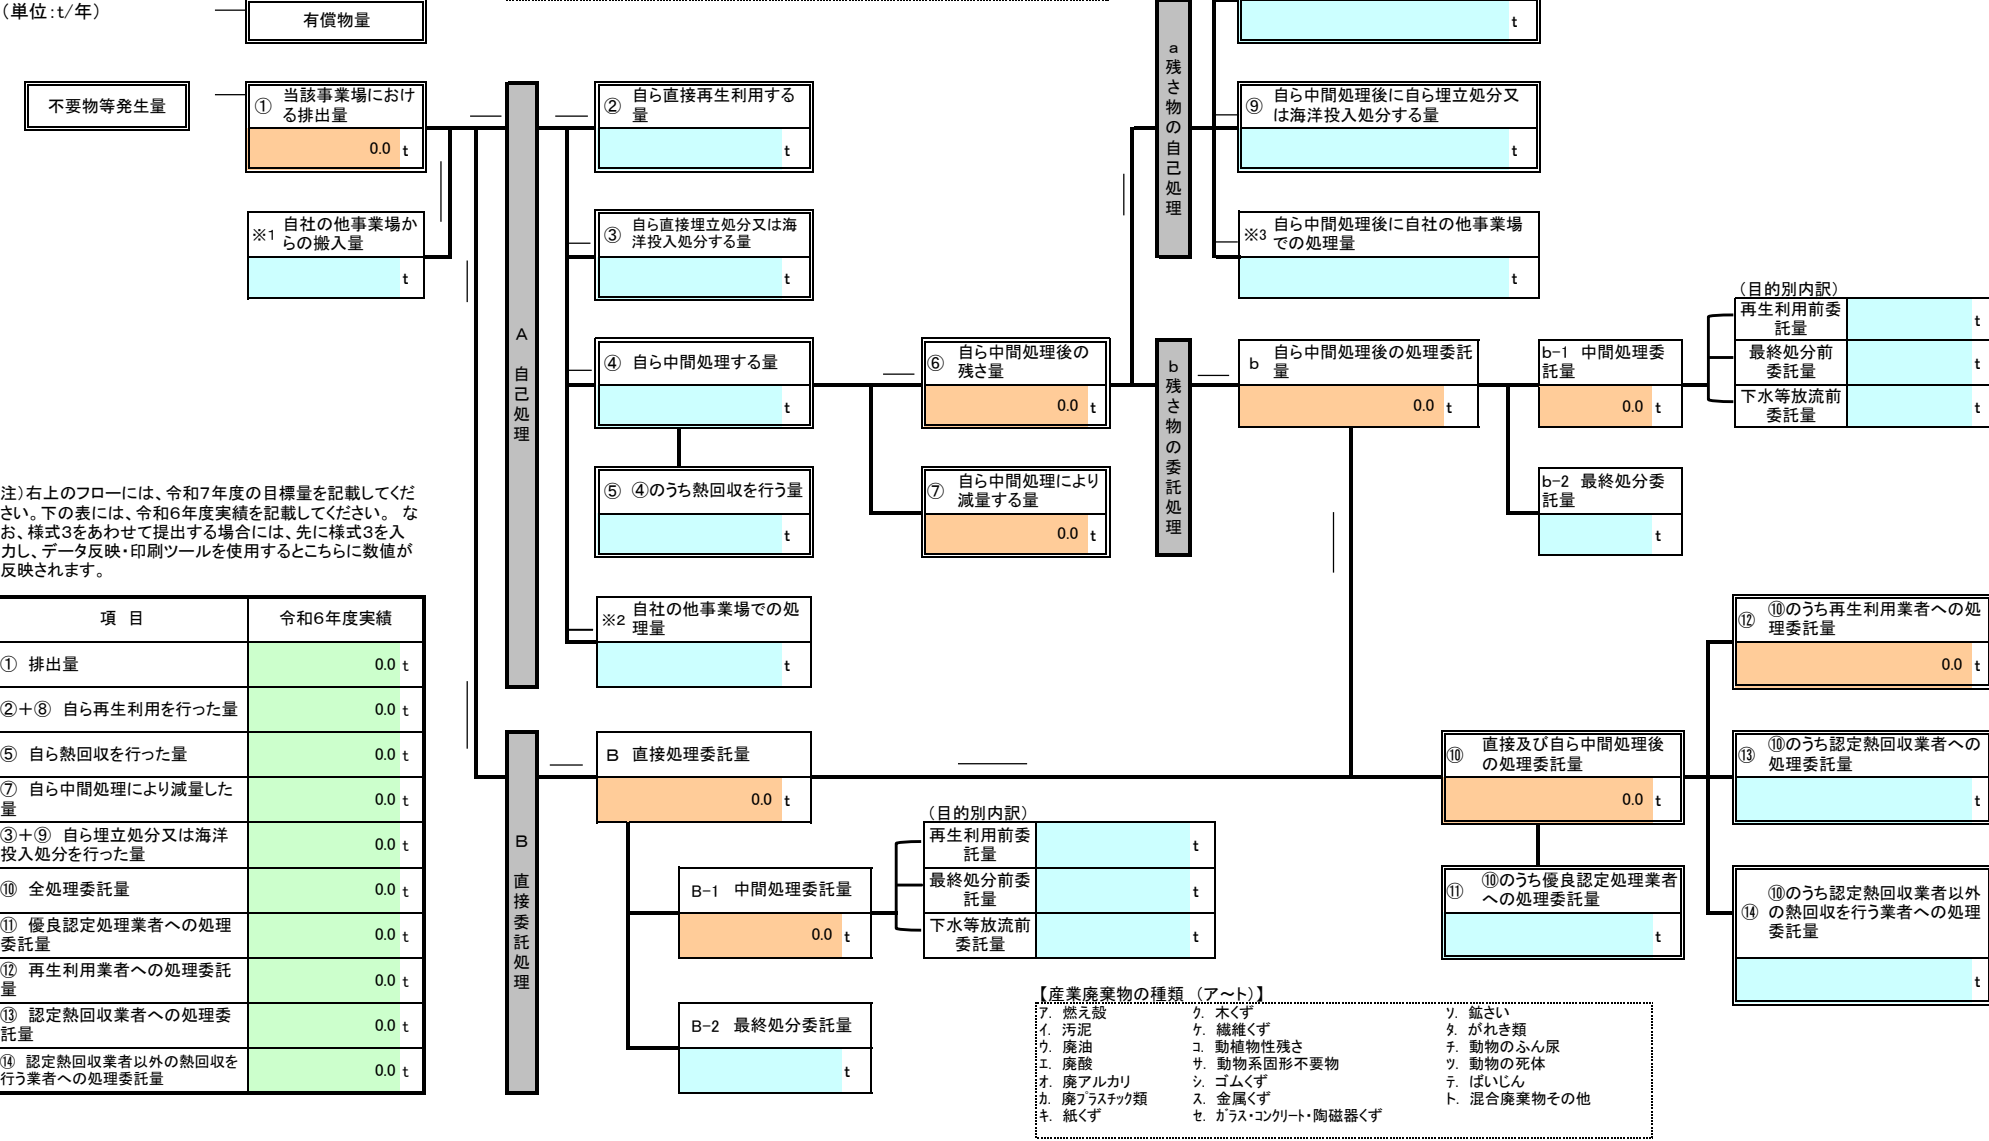 （単位:t/年）
有償物量
t
不要物等発生量
① 当該事業場におけ
る排出量
0.0 t
※1 自社の他事業場か
らの搬入量
t
A 自己処理
② 自ら直接再生利用する
量
t
③ 自ら直接埋立処分又は海
洋投入処分する量
t
④ 自ら中間処理する量
t
⑤ ④のうち熱回収を行う量
t
※2 自社の他事業場での処
理量
t
⑥ 自ら中間処理後の
残さ量
0.0 t
⑦ 自ら中間処理により
減量する量
0.0 t
a 残さ物の自己処理
⑨ 自ら中間処理後に自ら埋立処分又
は海洋投入処分する量
t
※3 自ら中間処理後に自社の他事業場
での処理量
t
b 残さ物の委託処理
b 自ら中間処理後の処理委託
量
0.0 t
b-1 中間処理委
託量
0.0 t
b-2 最終処分委
託量
t
（目的別内訳）
再生利用前委
託量
t
最終処分前
委託量
t
下水等放流前
委託量
t
注）右上のフローには、令和7年度の目標量を記載してくだ
さい。下の表には、令和6年度実績を記載してください。 な
お、様式3をあわせて提出する場合には、先に様式3を入
力し、データ反映・印刷ツールを使用するとこちらに数値が
反映されます。
項 目 令和6年度実績
① 排出量 0.0 t
②＋⑧ 自ら再生利用を行った量 0.0 t
⑤ 自ら熱回収を行った量 0.0 t
⑦ 自ら中間処理により減量した
量 0.0 t
③＋⑨ 自ら埋立処分又は海洋
投入処分を行った量 0.0 t
⑩ 全処理委託量 0.0 t
⑪ 優良認定処理業者への処理
委託量 0.0 t
⑫ 再生利用業者への処理委託
量 0.0 t
⑬ 認定熱回収業者への処理委
託量 0.0 t
⑭ 認定熱回収業者以外の熱回収を
行う業者への処理委託量 0.0 t
B 直接委託処理
B 直接処理委託量
0.0 t
B-1 中間処理委託量
0.0 t
B-2 最終処分委託量
t
（目的別内訳）
再生利用前委
託量
t
最終処分前委
託量
t
下水等放流前
委託量
t
⑩ 直接及び自ら中間処理後
の処理委託量
0.0 t
⑪ ⑩のうち優良認定処理業者
への処理委託量
t
⑫ ⑩のうち再生利用業者への処
理委託量
0.0 t
⑬ ⑩のうち認定熱回収業者への
処理委託量
t
⑭ ⑩のうち認定熱回収業者以外
の熱回収を行う業者への処理
委託量
t
【産業廃棄物の種類 （ア～ト）】
ア. 燃え殻 ク. 木くず ソ. 鉱さい
イ. 汚泥 ケ. 繊維くず タ. がれき類
ウ. 廃油 コ. 動植物性残さ チ. 動物のふん尿
エ. 廃酸 サ. 動物系固形不要物 ツ. 動物の死体
オ. 廃アルカリ シ. ゴムくず テ. ばいじん
カ. 廃プラスチック類 ス. 金属くず ト. 混合廃棄物その他
キ. 紙くず セ. ガラス・コンクリート・陶磁器くず